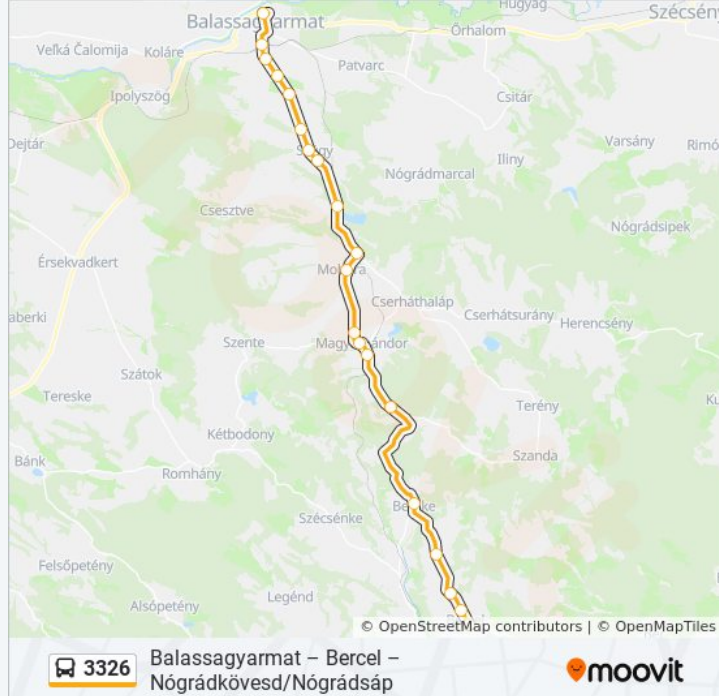 Hugyag
Balassagyarmat
Szécsény
Őrhalom
Veľká Čalomija
Koláre
Patvarc
Ipolyszög
Csitár
Dejtár
Varsány
Iliny
Nógrádmarcal
Csesztve
Nógrádsipek
Érsekvadkert
Cserháthaláp
Cserhátsurány
Herencsény
Szente
Szátok
Tereske
Terény
Kétbodony
Szanda
Bánk
Romhány
Szécsénke
Felsőpetény
Legénd
Alsópetény
© OpenStreetMap contributors | © OpenMapTiles
3326
Balassagyarmat – Bercel –
Nógrádkövesd/Nógrádsáp
moovit